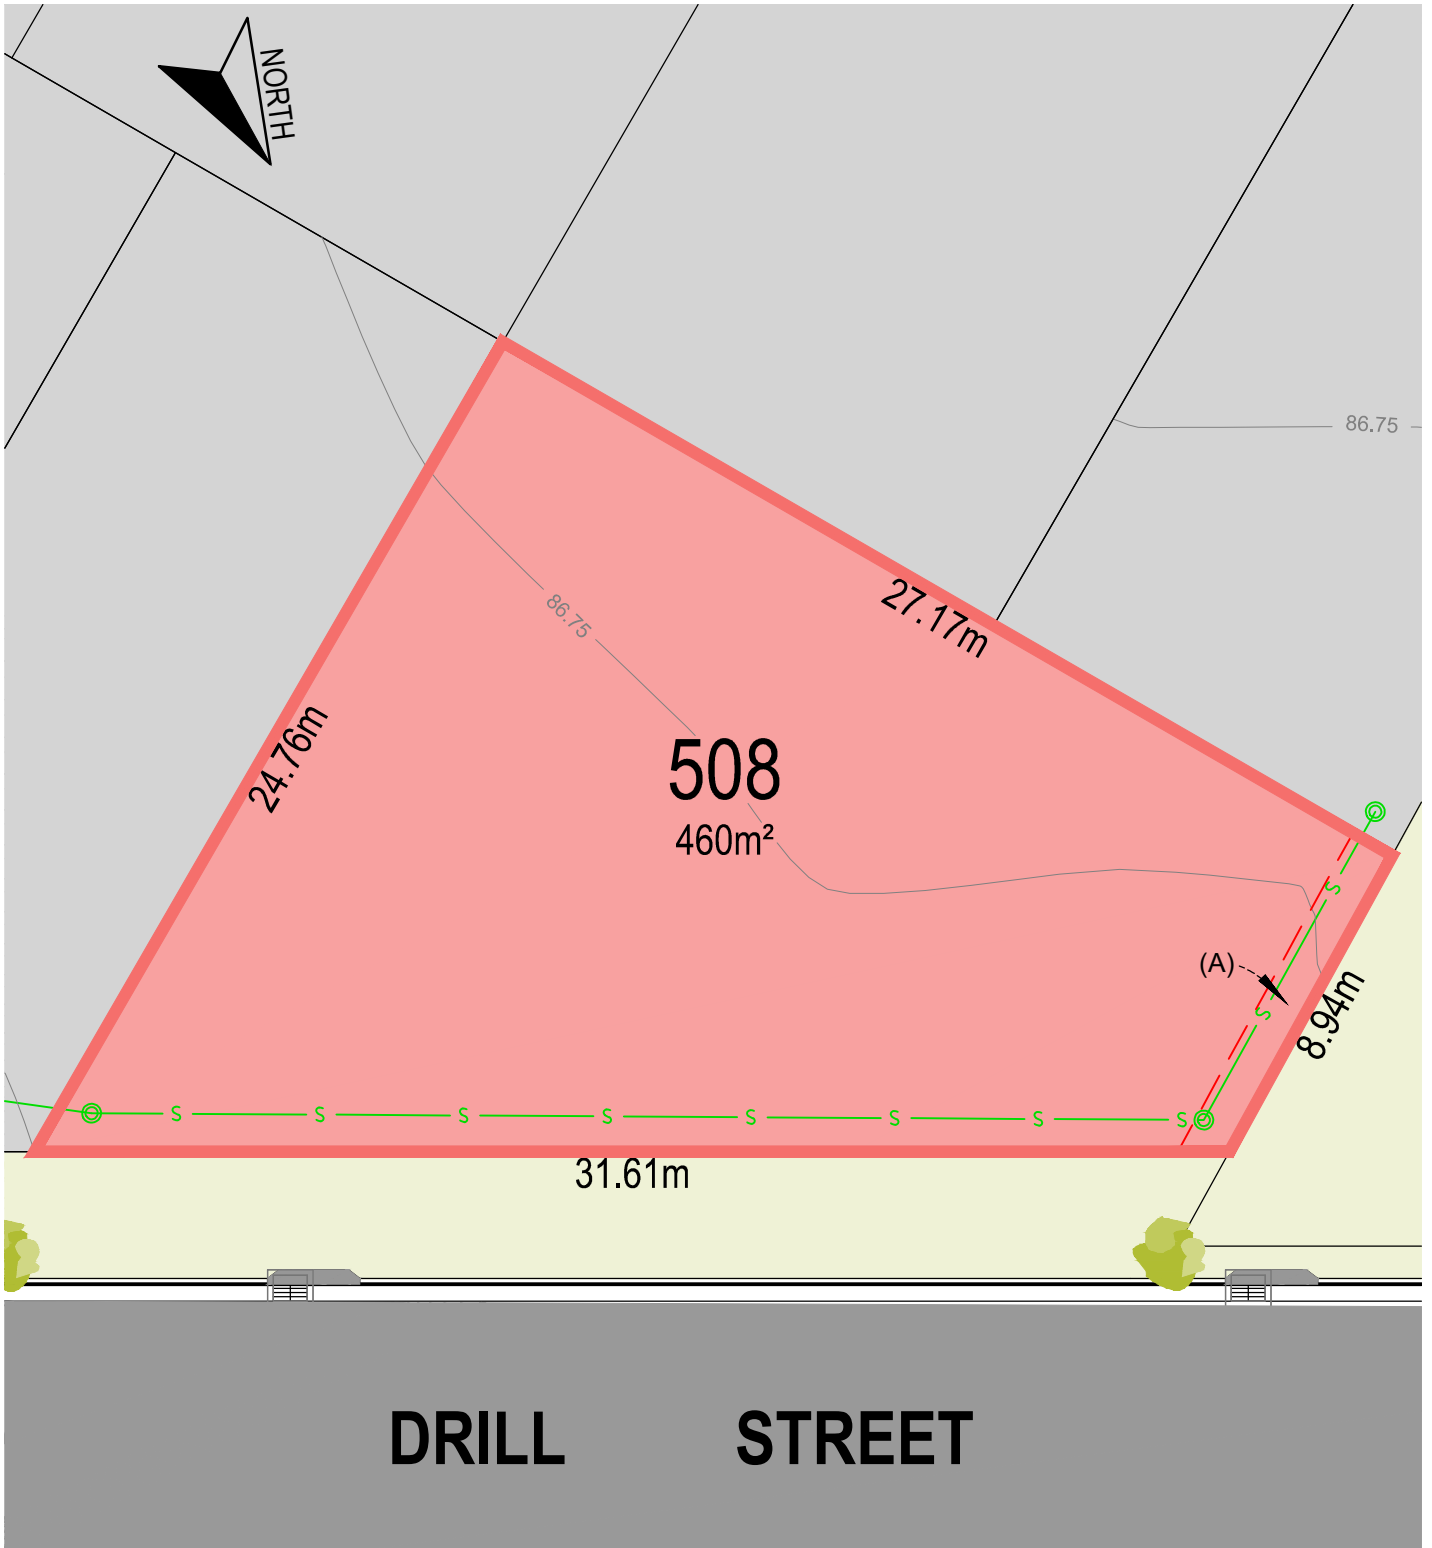 NORTH
86.75
86.75
27.17m
24.76m
508
460m²
(A)
8.94m
S
S
S S S S S S S S
31.61m
DRILL STREET